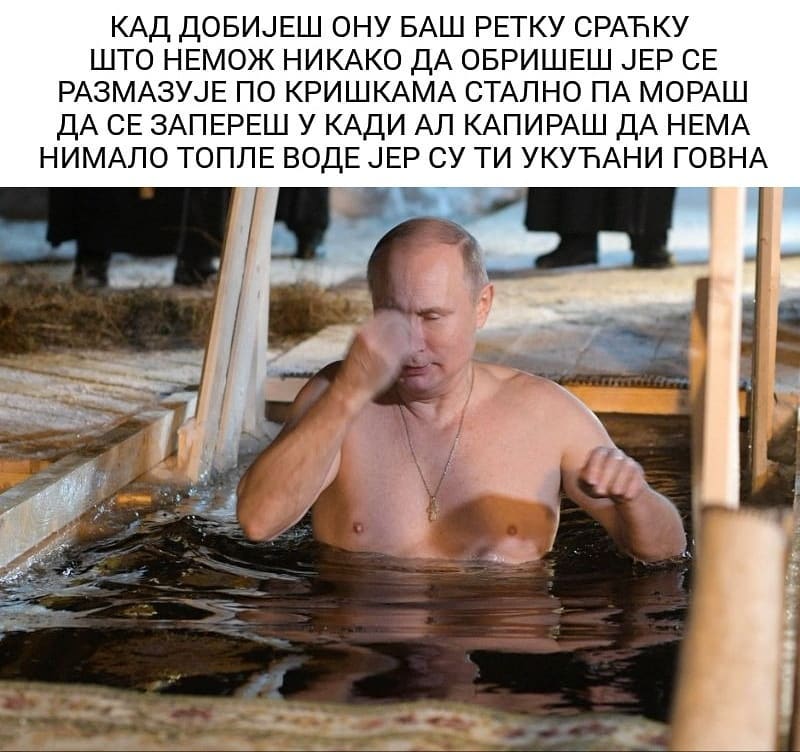 КАД ДОБИЈЕШ ОНУ БАШ РЕТКУ СРАЋКУ
ШТО НЕМОЖ НИКАКО ДА ОБРИШЕШ ЈЕР СЕ
РАЗМАЗУЈЕ ПО КРИШКАМА СТАЛНО ПА МОРАШ
ДА СЕ ЗАПЕРЕШ У КАДИ АЛ КАПИРАШ ДА НЕМА
НИМАЛО ТОПЛЕ ВОДЕ ЈЕР СУ ТИ УКУЋАНИ ГОВНА